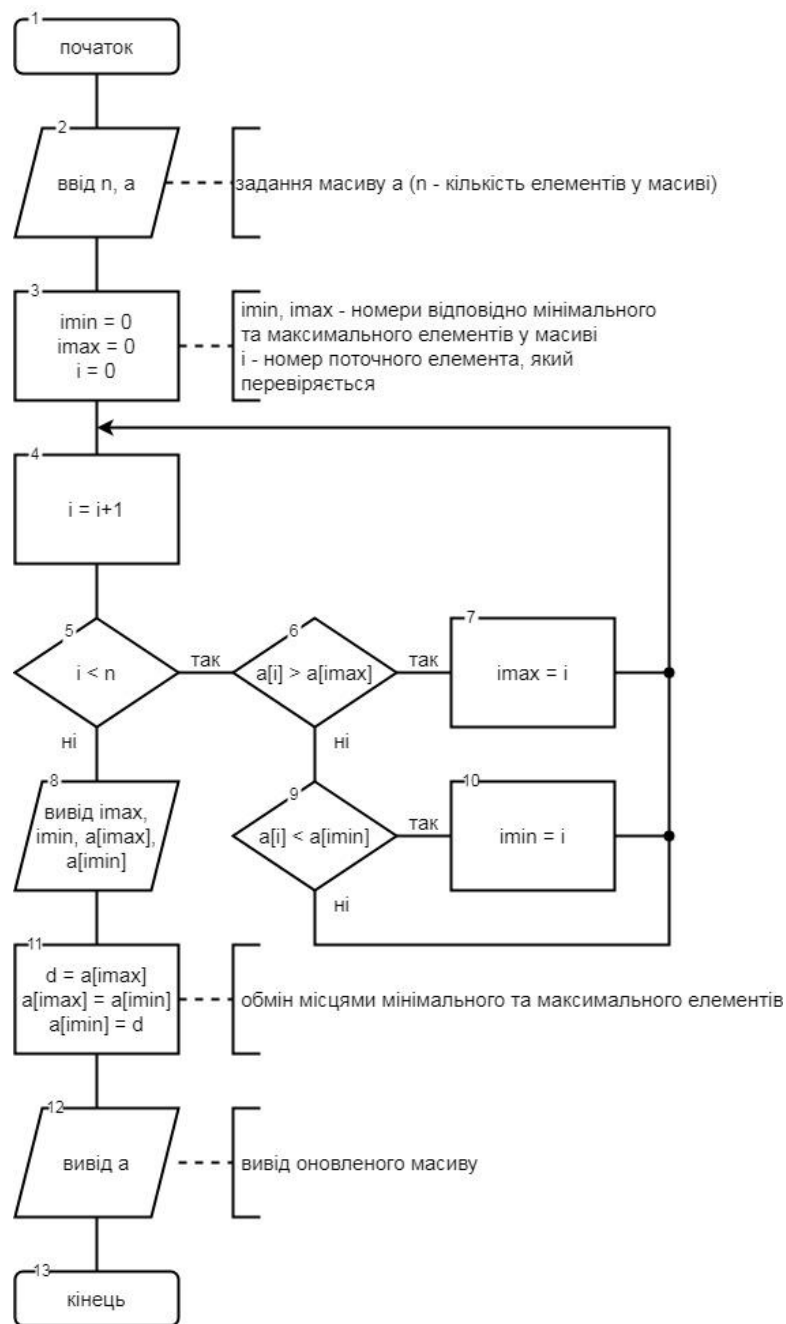 1
початок
2
ввід n, a
задання масиву a (n - кількість елементів у масиві)
3
imin = 0
imax = 0
i = 0
imin, imax - номери відповідно мінімального
та максимального елементів у масиві
i - номер поточного елемента, який
перевіряється
4
i = i+1
5
i < n
так
6
a[i] > a[imax]
так
7
imax = i
ні
ні
8
вивід imax,
imin, a[imax],
a[imin]
9
a[i] < a[imin]
так
10
imin = i
ні
11
d = a[imax]
a[imax] = a[imin]
a[imin] = d
обмін місцями мінімального та максимального елементів
12
вивід a
вивід оновленого масиву
13
кінець